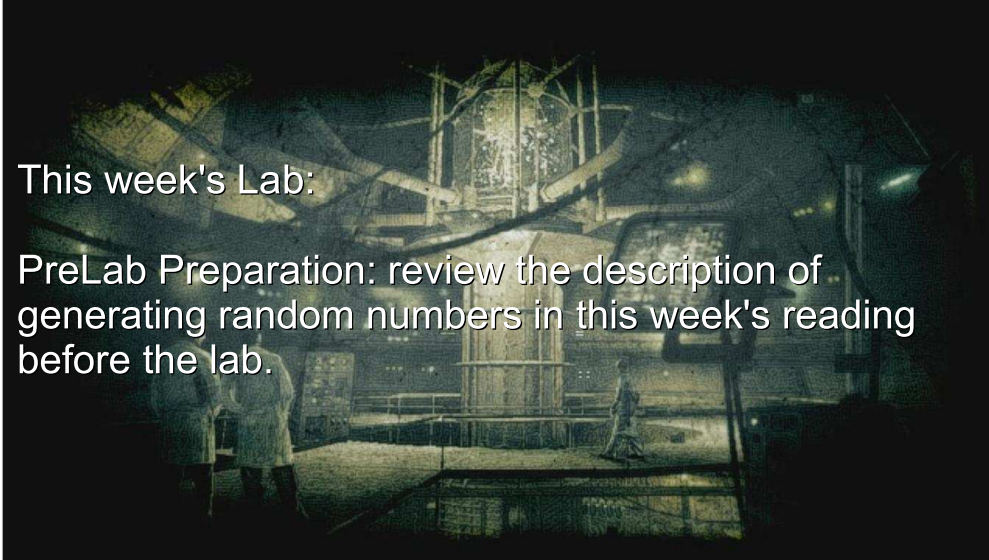 This week's Lab:
PreLab Preparation: review the description of
generating random numbers in this week's reading
before the lab.